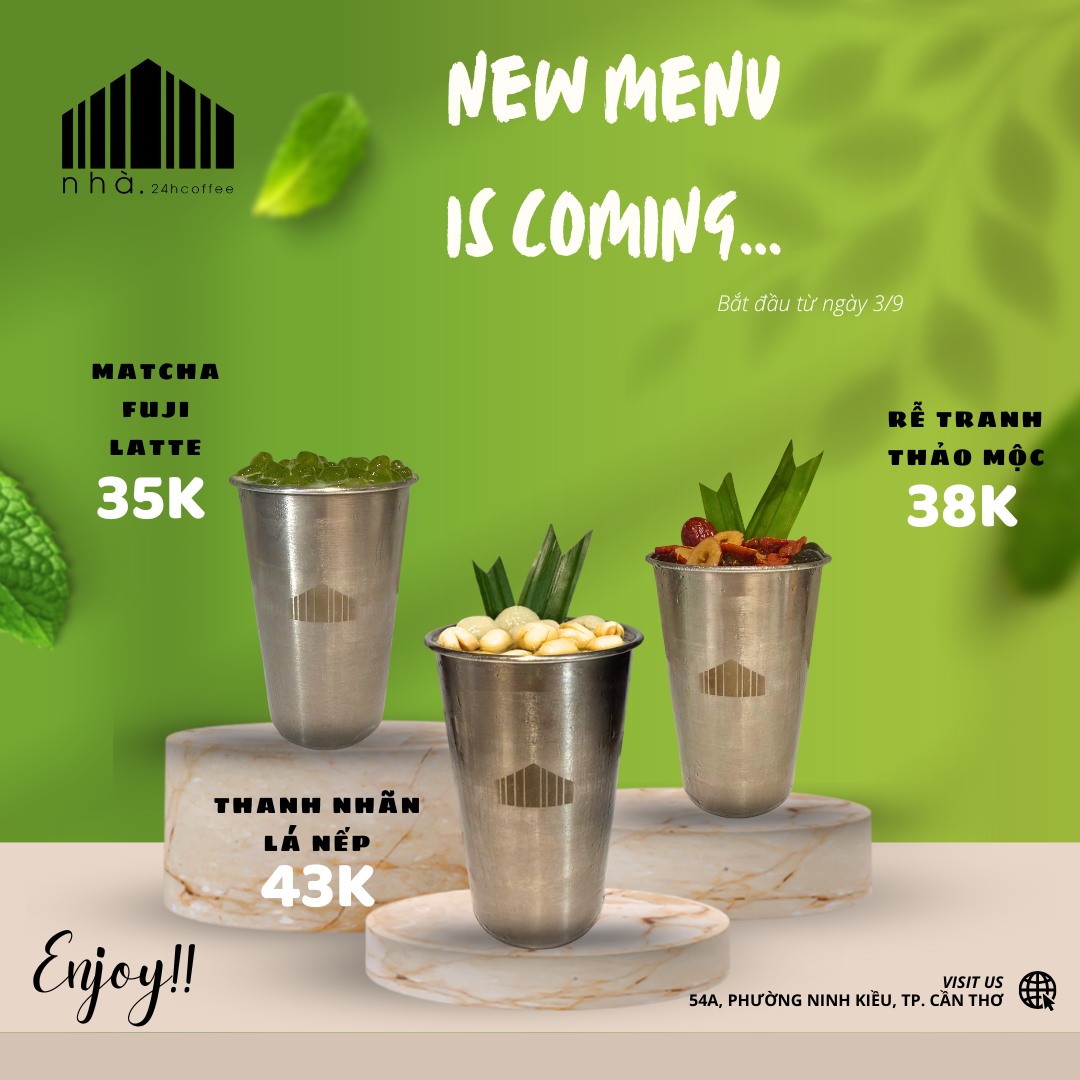 nhà. 24hcoffee
NEW MENU
IS COMING...
Bắt đầu từ ngày 3/9
MATCHA
FUJI
LATTE
35K
RỄ TRANH
THẢO MỘC
38K
THANH NHÃN
LÁ NẾP
43K
Enjoy!!
VISIT US
54A, PHƯỜNG NINH KIỀU, TP. CẦN THƠ